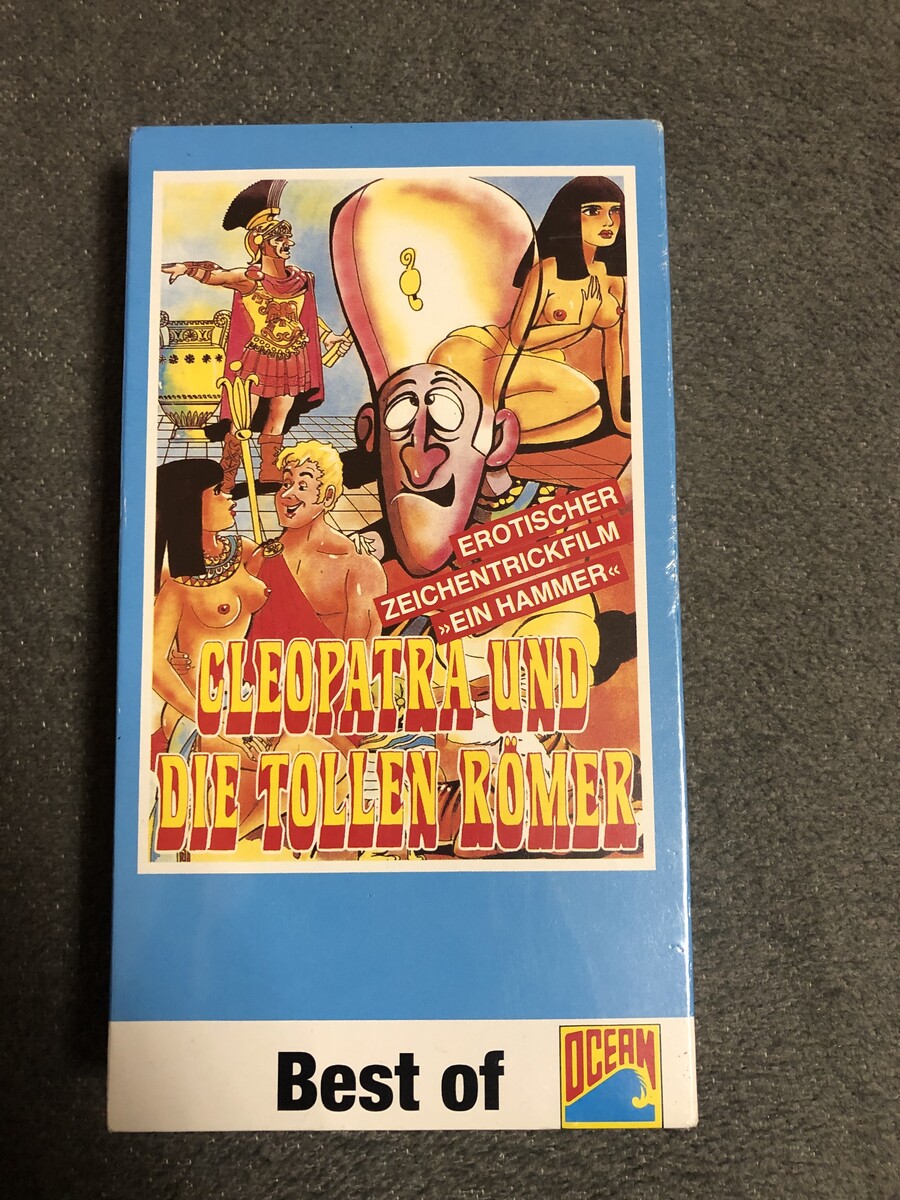 EROTISCHER
ZEICHENTRICKFILM
»EIN HAMMER«
CLEOPATRA UND
DIE TOLLEN RÖMER
Best of
OCEAN